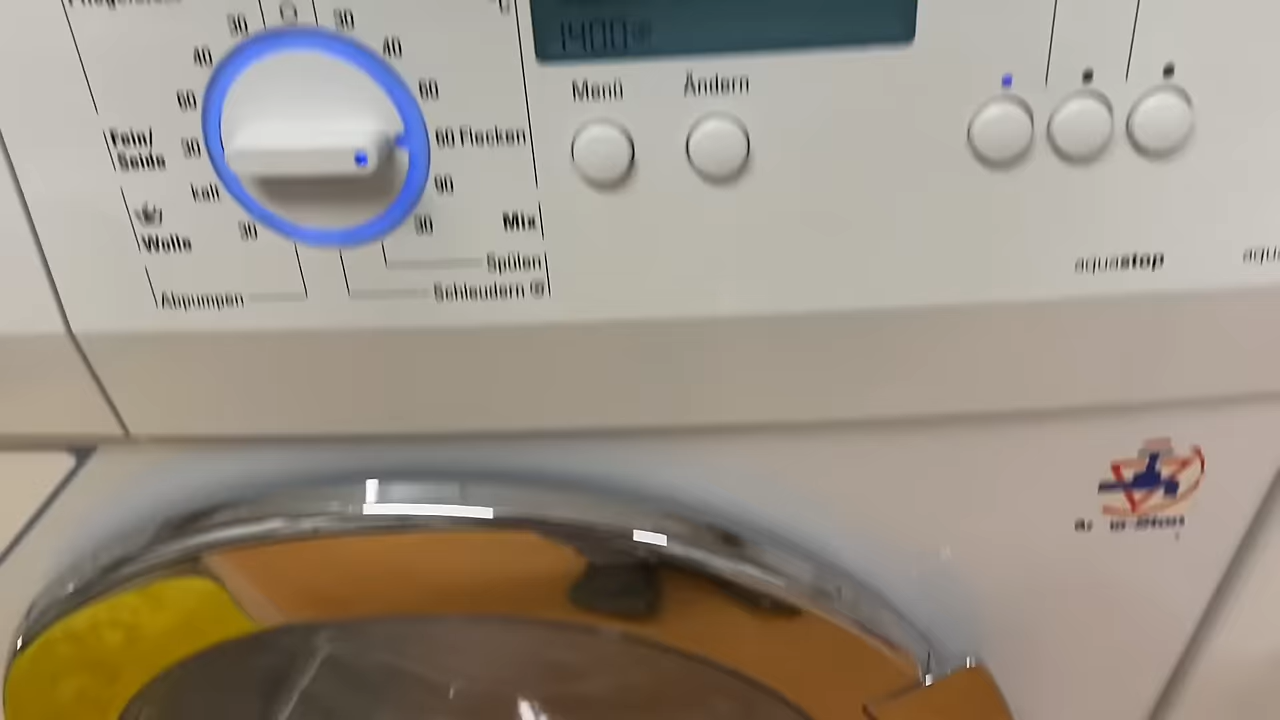 30
30
40
40
1400
60
60
Menü
Ändern
Fein/
Seide
30
60 Flecken
kalt
90
Wolle
30
30
Mix
Spülen
Abpumpen
Schleudern
aquastop